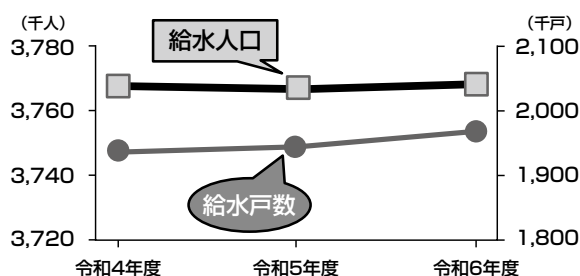 （千人）
（千戸）
3,780
給水人口
2,100
3,760
2,000
3,740
1,900
給水戸数
3,720
1,800
令和4年度
令和5年度
令和6年度